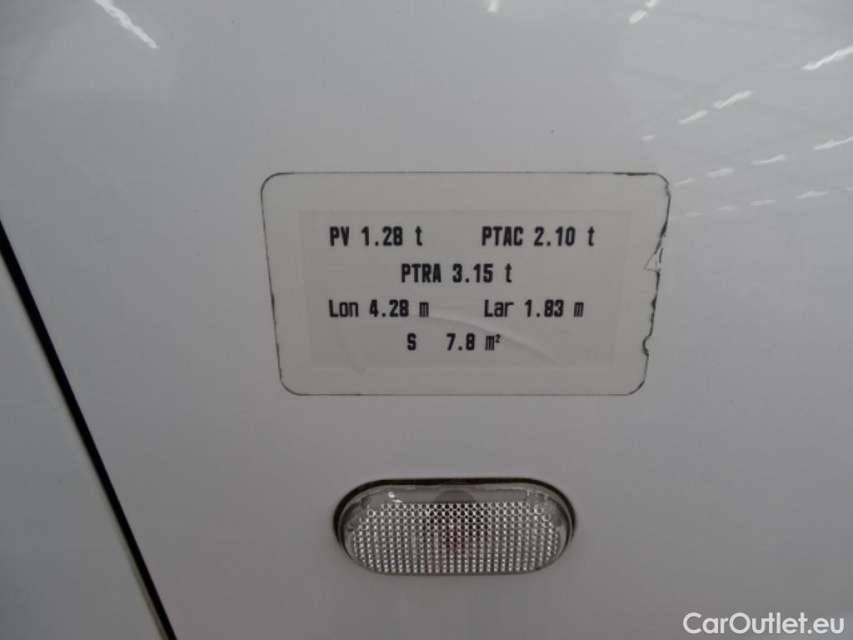 PV 1.28 t PTAC 2.10 t
PTRA 3.15 t
Lon 4.28 m Lar 1.83 m
S 7.8 m²
CarOutlet.eu